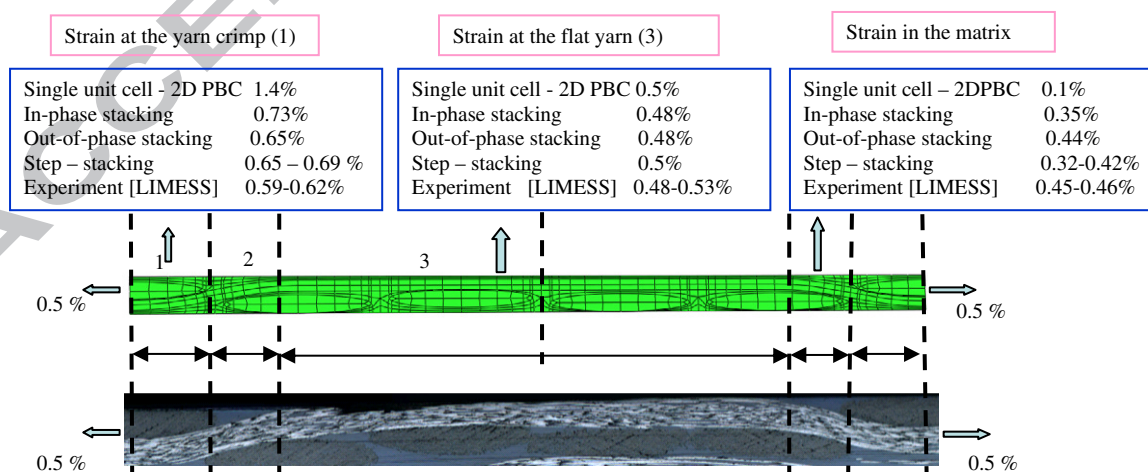 Strain at the yarn crimp (1)
Single unit cell - 2D PBC 1.4%
In-phase stacking 0.73%
Out-of-phase stacking 0.65%
Step – stacking 0.65 – 0.69 %
Experiment [LIMESS] 0.59-0.62%
Strain at the flat yarn (3)
Single unit cell - 2D PBC 0.5%
In-phase stacking 0.48%
Out-of-phase stacking 0.48%
Step – stacking 0.5%
Experiment [LIMESS] 0.48-0.53%
Strain in the matrix
Single unit cell – 2DPBC 0.1%
In-phase stacking 0.35%
Out-of-phase stacking 0.44%
Step – stacking 0.32-0.42%
Experiment [LIMESS] 0.45-0.46%
1 2 3
0.5 % 0.5 %
0.5 % 0.5 %
ACCE